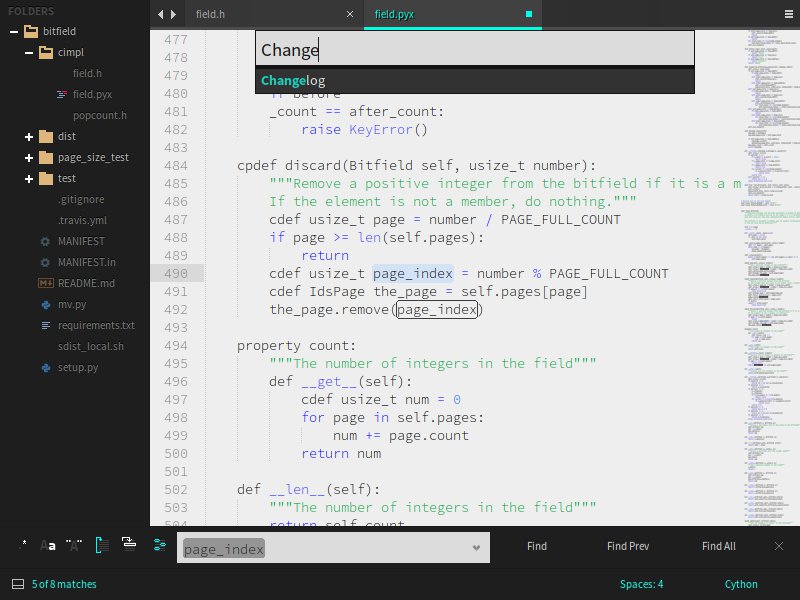 FOLDERS
bitfield
cimpl
field.h
field.pyx
popcount.h
dist
page_size_test
test
.gitignore
.travis.yml
MANIFEST
MANIFEST.in
README.md
mv.py
requirements.txt
sdist_local.sh
setup.py
field.h
field.pyx
Change
Changelog
477
478
479
480 if before
481 _count == after_count:
482 raise KeyError()
483
484 cpdef discard(Bitfield self, usize_t number):
485 """Remove a positive integer from the bitfield if it is a m
486 If the element is not a member, do nothing."""
487 cdef usize_t page = number / PAGE_FULL_COUNT
488 if page >= len(self.pages):
489 return
490 cdef usize_t page_index = number % PAGE_FULL_COUNT
491 cdef IdsPage the_page = self.pages[page]
492 the_page.remove(page_index)
493
494 property count:
495 """The number of integers in the field"""
496 def __get__(self):
497 cdef usize_t num = 0
498 for page in self.pages:
499 num += page.count
500 return num
501
502 def __len__(self):
503 """The number of integers in the field"""
504 return self.count
.* Aa "A" page_index Find Find Prev Find All
5 of 8 matches Spaces: 4 Cython